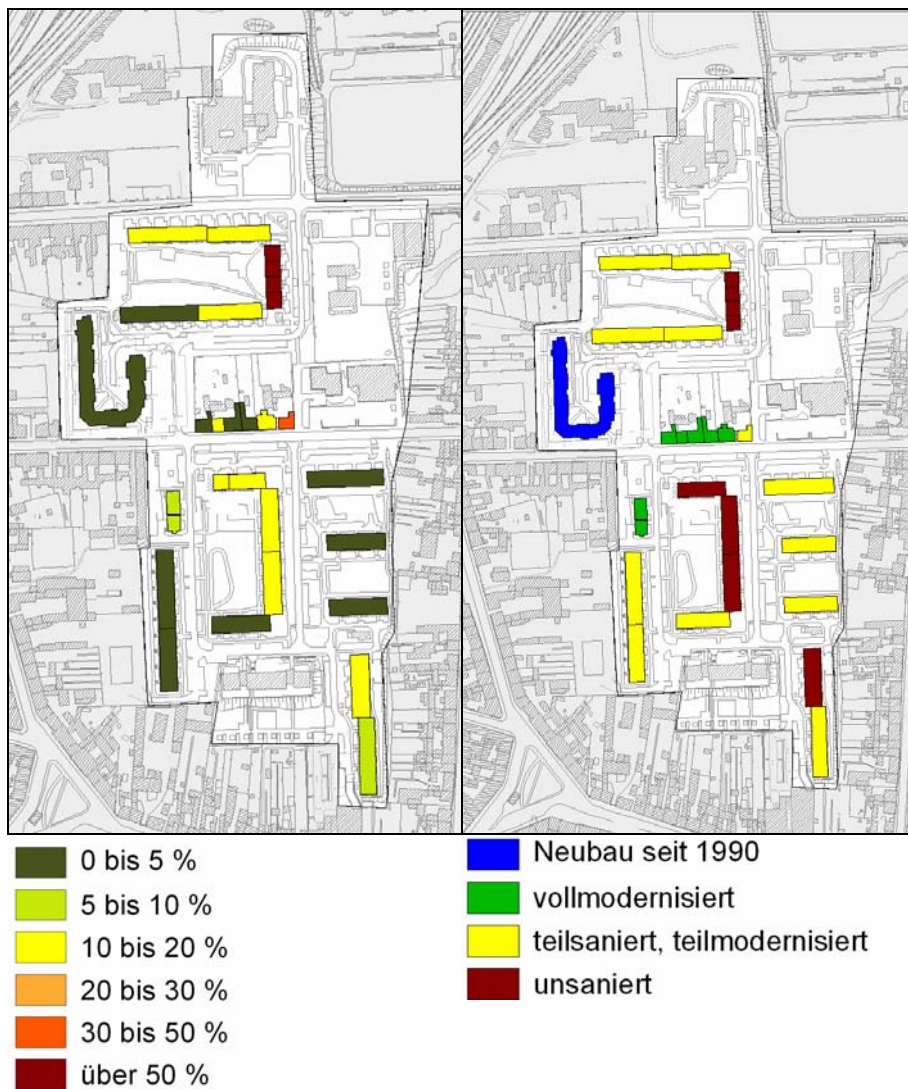 0 bis 5 %
5 bis 10 %
10 bis 20 %
20 bis 30 %
30 bis 50 %
über 50 %
Neubau seit 1990
vollmodernisiert
teilsaniert, teilmodernisiert
unsaniert